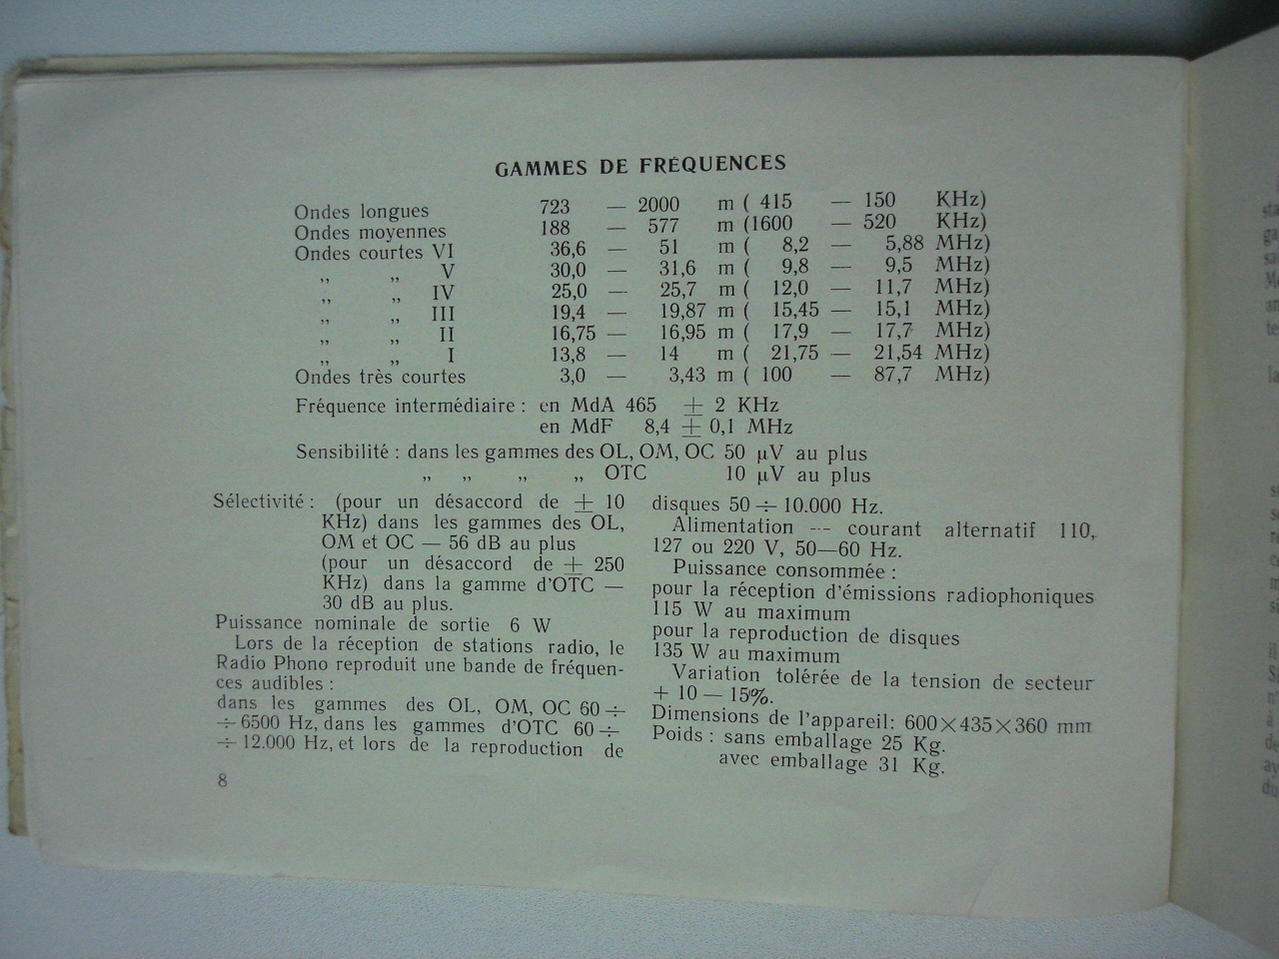 GAMMES DE FRÉQUENCES
Ondes longues 723 — 2000 m ( 415 — 150 KHz)
Ondes moyennes 188 — 577 m (1600 — 520 KHz)
Ondes courtes VI 36,6 — 51 m ( 8,2 — 5,88 MHz)
„ „ V 30,0 — 31,6 m ( 9,8 — 9,5 MHz)
„ „ IV 25,0 — 25,7 m ( 12,0 — 11,7 MHz)
„ „ III 19,4 — 19,87 m ( 15,45 — 15,1 MHz)
„ „ II 16,75 — 16,95 m ( 17,9 — 17,7 MHz)
„ „ I 13,8 — 14 m ( 21,75 — 21,54 MHz)
Ondes très courtes 3,0 — 3,43 m ( 100 — 87,7 MHz)
Fréquence intermédiaire : en MdA 465 ± 2 KHz
en MdF 8,4 ± 0,1 MHz
Sensibilité : dans les gammes des OL, OM, OC 50 µV au plus
„ „ „ „ OTC 10 µV au plus
Sélectivité : (pour un désaccord de ± 10
KHz) dans les gammes des OL,
OM et OC — 56 dB au plus
(pour un désaccord de ± 250
KHz) dans la gamme d'OTC —
30 dB au plus.
Puissance nominale de sortie 6 W
Lors de la réception de stations radio, le
Radio Phono reproduit une bande de fréquen-
ces audibles :
dans les gammes des OL, OM, OC 60 ÷
÷ 6500 Hz, dans les gammes d'OTC 60 ÷
÷ 12.000 Hz, et lors de la reproduction de
disques 50 ÷ 10.000 Hz.
Alimentation — courant alternatif 110,
127 ou 220 V, 50—60 Hz.
Puissance consommée :
pour la réception d'émissions radiophoniques
115 W au maximum
pour la reproduction de disques
135 W au maximum
Variation tolérée de la tension de secteur
+ 10 — 15%.
Dimensions de l'appareil: 600×435×360 mm
Poids : sans emballage 25 Kg.
avec emballage 31 Kg.
8